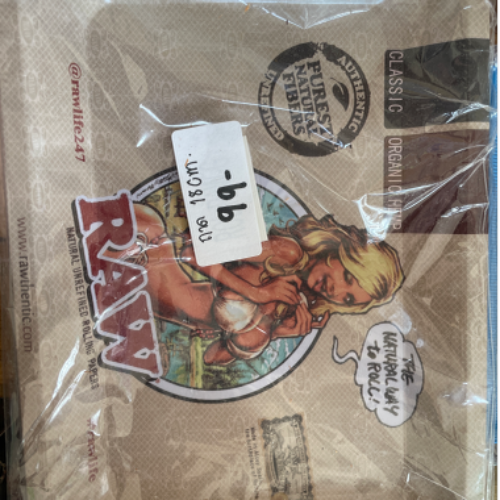 @rawlife247
AUTHENTIC
PUREST
NATURAL
FIBERS
CLASSIC
ORGANIC HEMP
RAW
NATURAL UNREFINED ROLLING PAPERS
www.rawthentic.com
THE
NATURAL WAY
to ROLL!